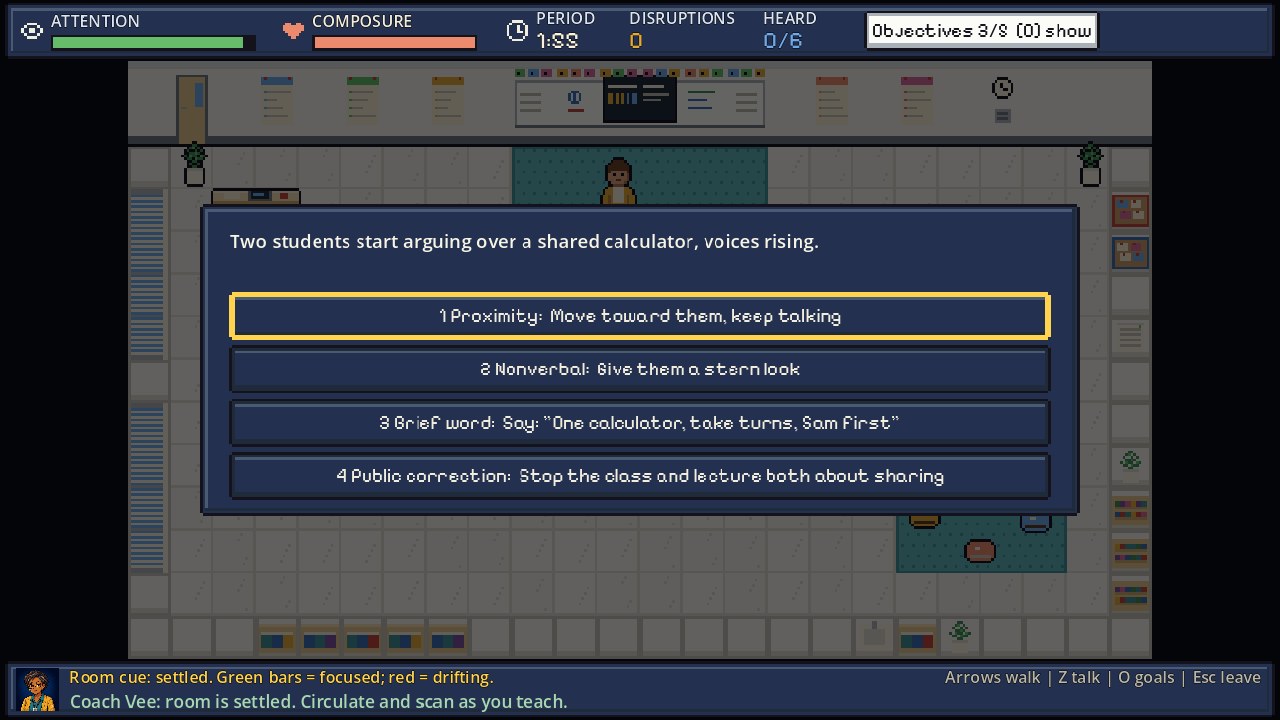 ATTENTION
COMPOSURE
PERIOD
1:55
DISRUPTIONS
0
HEARD
0/6
Objectives 3/8 (O) show
Two students start arguing over a shared calculator, voices rising.
1 Proximity: Move toward them, keep talking
2 Nonverbal: Give them a stern look
3 Brief word: Say: "One calculator, take turns, Sam first"
4 Public correction: Stop the class and lecture both about sharing
Room cue: settled. Green bars = focused; red = drifting.
Coach Vee: room is settled. Circulate and scan as you teach.
Arrows walk | Z talk | O goals | Esc leave